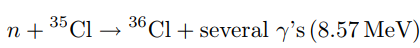 n + ³⁵Cl → ³⁶Cl + several γ's (8.57 MeV)